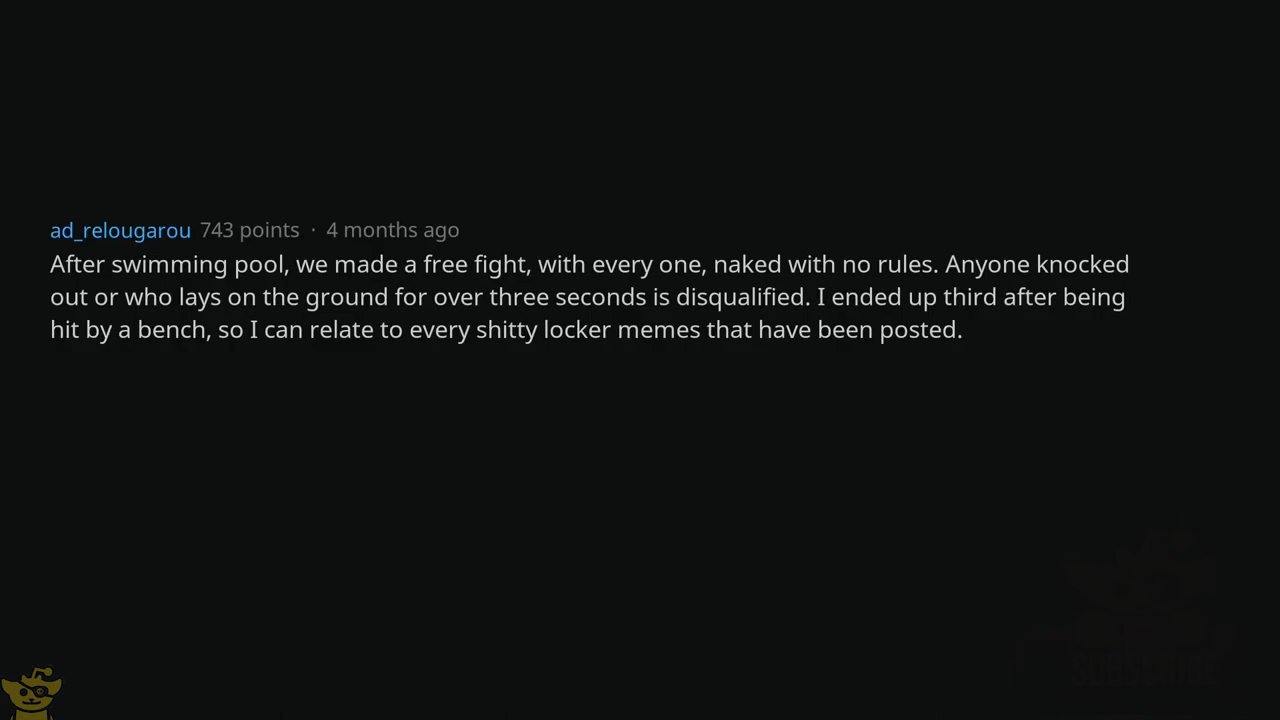 ad_relougarou 743 points · 4 months ago
After swimming pool, we made a free fight, with every one, naked with no rules. Anyone knocked
out or who lays on the ground for over three seconds is disqualified. I ended up third after being
hit by a bench, so I can relate to every shitty locker memes that have been posted.
SUBSCRIBE